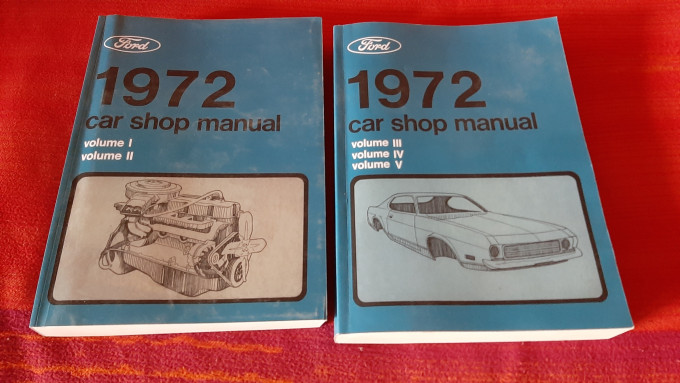 Ford
1972
car shop manual
volume I
volume II
Ford
1972
car shop manual
volume III
volume IV
volume V